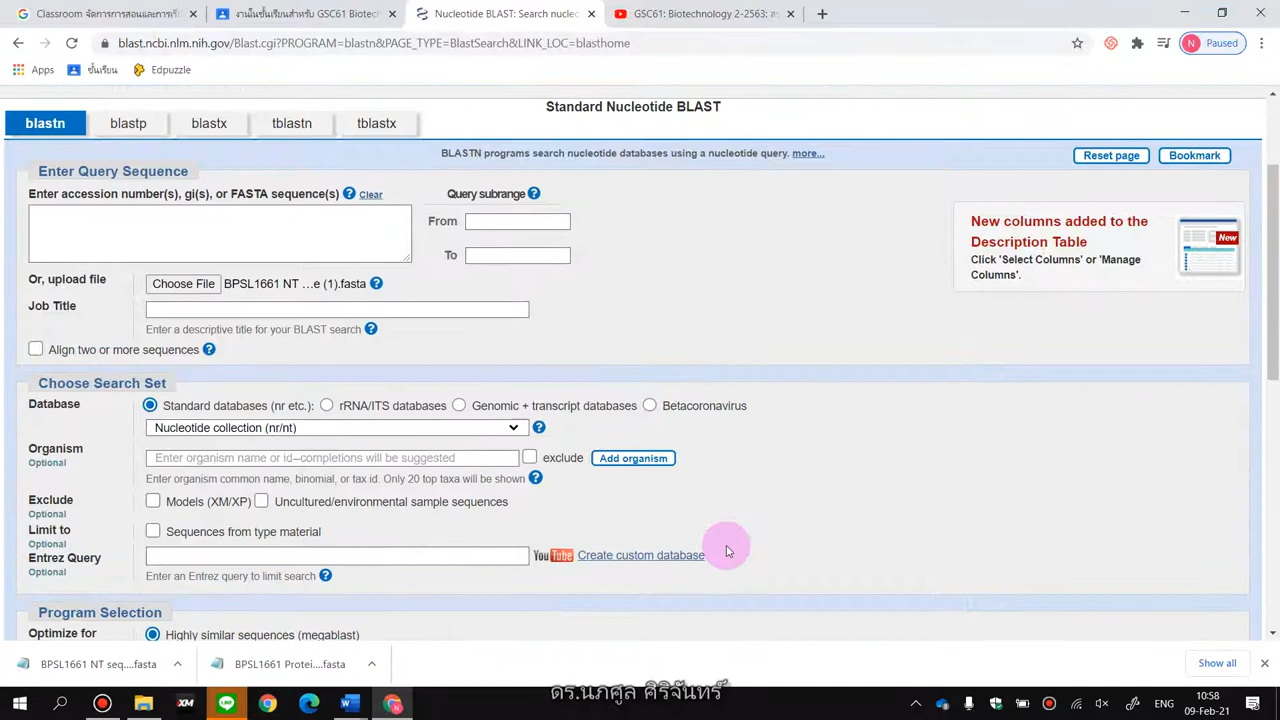 Classroom จัดการการสอนและการเรี
งานในชั้นเรียนสำหรับ GSC61 Biotech
Nucleotide BLAST: Search nucleo
GSC61: Biotechnology 2-2563: ส
blast.ncbi.nlm.nih.gov/Blast.cgi?PROGRAM=blastn&PAGE_TYPE=BlastSearch&LINK_LOC=blasthome
N Paused
Apps ชั้นเรียน Edpuzzle
Standard Nucleotide BLAST
blastn blastp blastx tblastn tblastx
BLASTN programs search nucleotide databases using a nucleotide query. more...
Reset page Bookmark
Enter Query Sequence
Enter accession number(s), gi(s), or FASTA sequence(s) ? Clear
Query subrange ?
From
To
New columns added to the
Description Table
Click 'Select Columns' or 'Manage
Columns'.
New
Or, upload file Choose File BPSL1661 NT ...e (1).fasta ?
Job Title
Enter a descriptive title for your BLAST search ?
Align two or more sequences ?
Choose Search Set
Database Standard databases (nr etc.): rRNA/ITS databases Genomic + transcript databases Betacoronavirus
Nucleotide collection (nr/nt) ?
Organism
Optional
Enter organism name or id--completions will be suggested exclude Add organism
Enter organism common name, binomial, or tax id. Only 20 top taxa will be shown ?
Exclude
Optional
Models (XM/XP) Uncultured/environmental sample sequences
Limit to
Optional
Sequences from type material
Entrez Query
Optional
YouTube Create custom database
Enter an Entrez query to limit search ?
Program Selection
Optimize for Highly similar sequences (megablast)
BPSL1661 NT seq....fasta BPSL1661 Protei....fasta Show all
ดร.นภศูล ศิริจันทร์
XM LINE W N
ENG
10:58
09-Feb-21